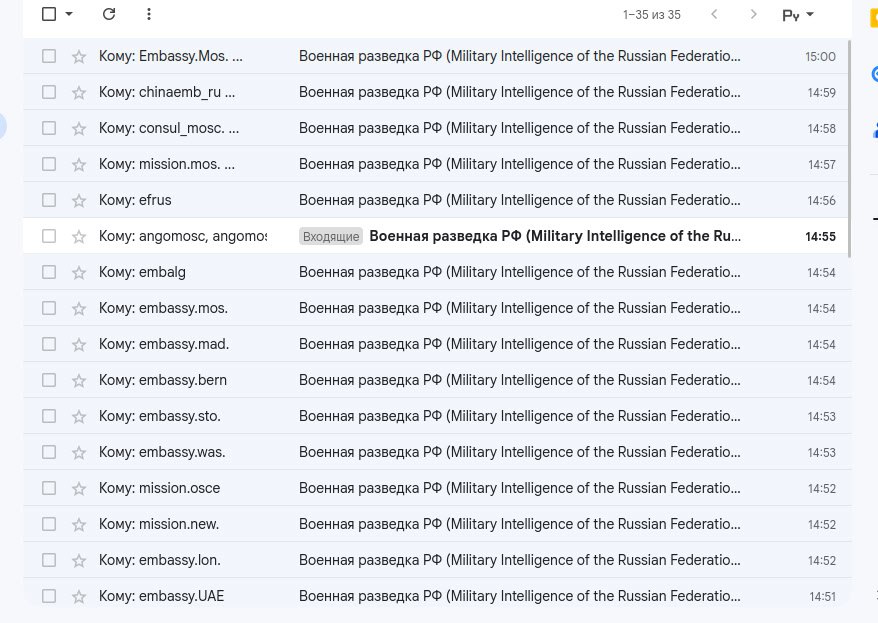 1–35 из 35
Ру
Кому: Embassy.Mos. ... Военная разведка РФ (Military Intelligence of the Russian Federatio... 15:00
Кому: chinaemb_ru ... Военная разведка РФ (Military Intelligence of the Russian Federatio... 14:59
Кому: consul_mosc. ... Военная разведка РФ (Military Intelligence of the Russian Federatio... 14:58
Кому: mission.mos. ... Военная разведка РФ (Military Intelligence of the Russian Federatio... 14:57
Кому: efrus Военная разведка РФ (Military Intelligence of the Russian Federatio... 14:56
Кому: angomosc, angomos Входящие Военная разведка РФ (Military Intelligence of the Ru... 14:55
Кому: embalg Военная разведка РФ (Military Intelligence of the Russian Federatio... 14:54
Кому: embassy.mos. Военная разведка РФ (Military Intelligence of the Russian Federatio... 14:54
Кому: embassy.mad. Военная разведка РФ (Military Intelligence of the Russian Federatio... 14:54
Кому: embassy.bern Военная разведка РФ (Military Intelligence of the Russian Federatio... 14:54
Кому: embassy.sto. Военная разведка РФ (Military Intelligence of the Russian Federatio... 14:53
Кому: embassy.was. Военная разведка РФ (Military Intelligence of the Russian Federatio... 14:53
Кому: mission.osce Военная разведка РФ (Military Intelligence of the Russian Federatio... 14:52
Кому: mission.new. Военная разведка РФ (Military Intelligence of the Russian Federatio... 14:52
Кому: embassy.lon. Военная разведка РФ (Military Intelligence of the Russian Federatio... 14:52
Кому: embassy.UAE Военная разведка РФ (Military Intelligence of the Russian Federatio... 14:51